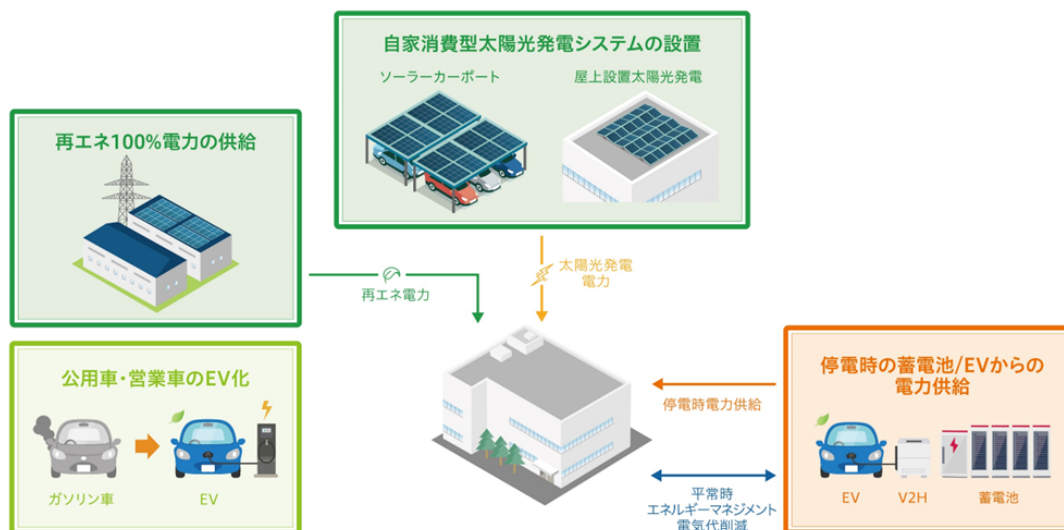 自家消費型太陽光発電システムの設置
ソーラーカーポート
屋上設置太陽光発電
再エネ100%電力の供給
再エネ電力
太陽光発電
電力
公用車・営業車のEV化
ガソリン車
EV
停電時電力供給
平常時
エネルギーマネジメント
電気代削減
停電時の蓄電池/EVからの
電力供給
EV
V2H
蓄電池